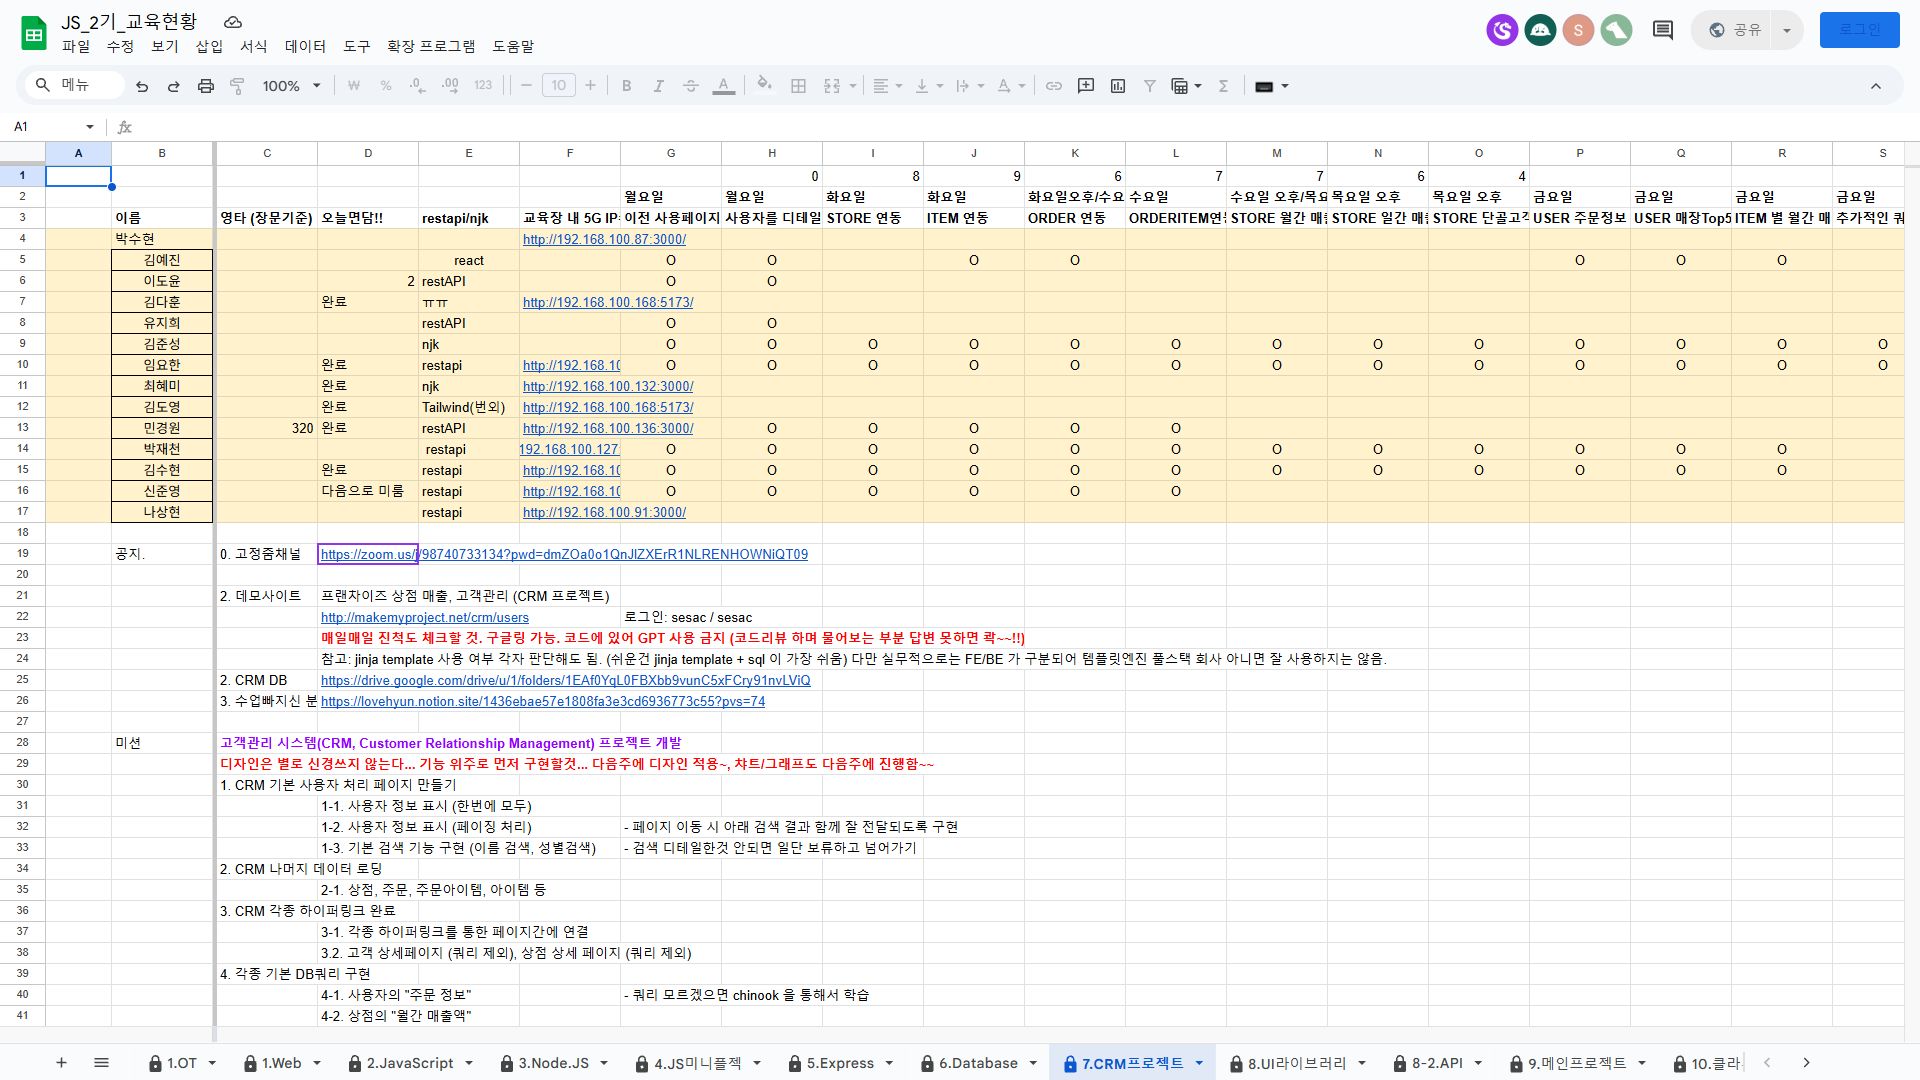 JS_2기_교육현황
파일 수정 보기 삽입 서식 데이터 도구 확장 프로그램 도움말
S
공유
로그인
메뉴
100%
₩ % .0 .00 123
10
B I A
A1
fx
A B C D E F G H I J K L M N O P Q R S
1 0 8 9 6 7 7 6 4
2 월요일 월요일 화요일 화요일 화요일오후/수요 수요일 수요일 오후/목요 목요일 오후 목요일 오후 금요일 금요일 금요일 금요일
3 이름 영타 (장문기준) 오늘면담!! restapi/njk 교육장 내 5G IP 이전 사용페이지 사용자를 디테일 STORE 연동 ITEM 연동 ORDER 연동 ORDERITEM연 STORE 월간 매 STORE 일간 매 STORE 단골고객 USER 주문정보 USER 매장Top5 ITEM 별 월간 매 추가적인 쿼
4 박수현 http://192.168.100.87:3000/
5 김예진 react O O O O O O O
6 이도윤 2 restAPI O O
7 김다훈 완료 ㅠㅠ http://192.168.100.168:5173/
8 유지희 restAPI O O
9 김준성 njk O O O O O O O O O O O O O
10 임요한 완료 restapi http://192.168.10 O O O O O O O O O O O O O
11 최혜미 완료 njk http://192.168.100.132:3000/
12 김도영 완료 Tailwind(번외) http://192.168.100.168:5173/
13 민경원 320 완료 restAPI http://192.168.100.136:3000/ O O O O O
14 박재천 restapi 192.168.100.127: O O O O O O O O O O O O
15 김수현 완료 restapi http://192.168.10 O O O O O O O O O O O O
16 신준영 다음으로 미룸 restapi http://192.168.10 O O O O O O
17 나상현 restapi http://192.168.100.91:3000/
18
19 공지. 0. 고정줌채널 https://zoom.us/j/98740733134?pwd=dmZOa0o1QnJlZXErR1NLRENHOWNiQT09
20
21 2. 데모사이트 프랜차이즈 상점 매출, 고객관리 (CRM 프로젝트)
22 http://makemyproject.net/crm/users 로그인: sesac / sesac
23 매일매일 진척도 체크할 것. 구글링 가능. 코드에 있어 GPT 사용 금지 (코드리뷰 하며 물어보는 부분 답변 못하면 콱~~!!)
24 참고: jinja template 사용 여부 각자 판단해도 됨. (쉬운건 jinja template + sql 이 가장 쉬움) 다만 실무적으로는 FE/BE 가 구분되어 템플릿엔진 풀스택 회사 아니면 잘 사용하지는 않음.
25 2. CRM DB https://drive.google.com/drive/u/1/folders/1EAf0YqL0FBXbb9vunC5xFCry91nvLViQ
26 3. 수업빠지신 분 https://lovehyun.notion.site/1436ebae57e1808fa3e3cd6936773c55?pvs=74
27
28 미션 고객관리 시스템(CRM, Customer Relationship Management) 프로젝트 개발
29 디자인은 별로 신경쓰지 않는다... 기능 위주로 먼저 구현할것... 다음주에 디자인 적용~, 챠트/그래프도 다음주에 진행함~~
30 1. CRM 기본 사용자 처리 페이지 만들기
31 1-1. 사용자 정보 표시 (한번에 모두)
32 1-2. 사용자 정보 표시 (페이징 처리) - 페이지 이동 시 아래 검색 결과 함께 잘 전달되도록 구현
33 1-3. 기본 검색 기능 구현 (이름 검색, 성별검색) - 검색 디테일한것 안되면 일단 보류하고 넘어가기
34 2. CRM 나머지 데이터 로딩
35 2-1. 상점, 주문, 주문아이템, 아이템 등
36 3. CRM 각종 하이퍼링크 완료
37 3-1. 각종 하이퍼링크를 통한 페이지간에 연결
38 3.2. 고객 상세페이지 (쿼리 제외), 상점 상세 페이지 (쿼리 제외)
39 4. 각종 기본 DB쿼리 구현
40 4-1. 사용자의 "주문 정보" - 쿼리 모르겠으면 chinook 을 통해서 학습
41 4-2. 상점의 "월간 매출액"
1.OT 1.Web 2.JavaScript 3.Node.JS 4.JS미니플젝 5.Express 6.Database 7.CRM프로젝트 8.UI라이브러리 8-2.API 9.메인프로젝트 10.클라